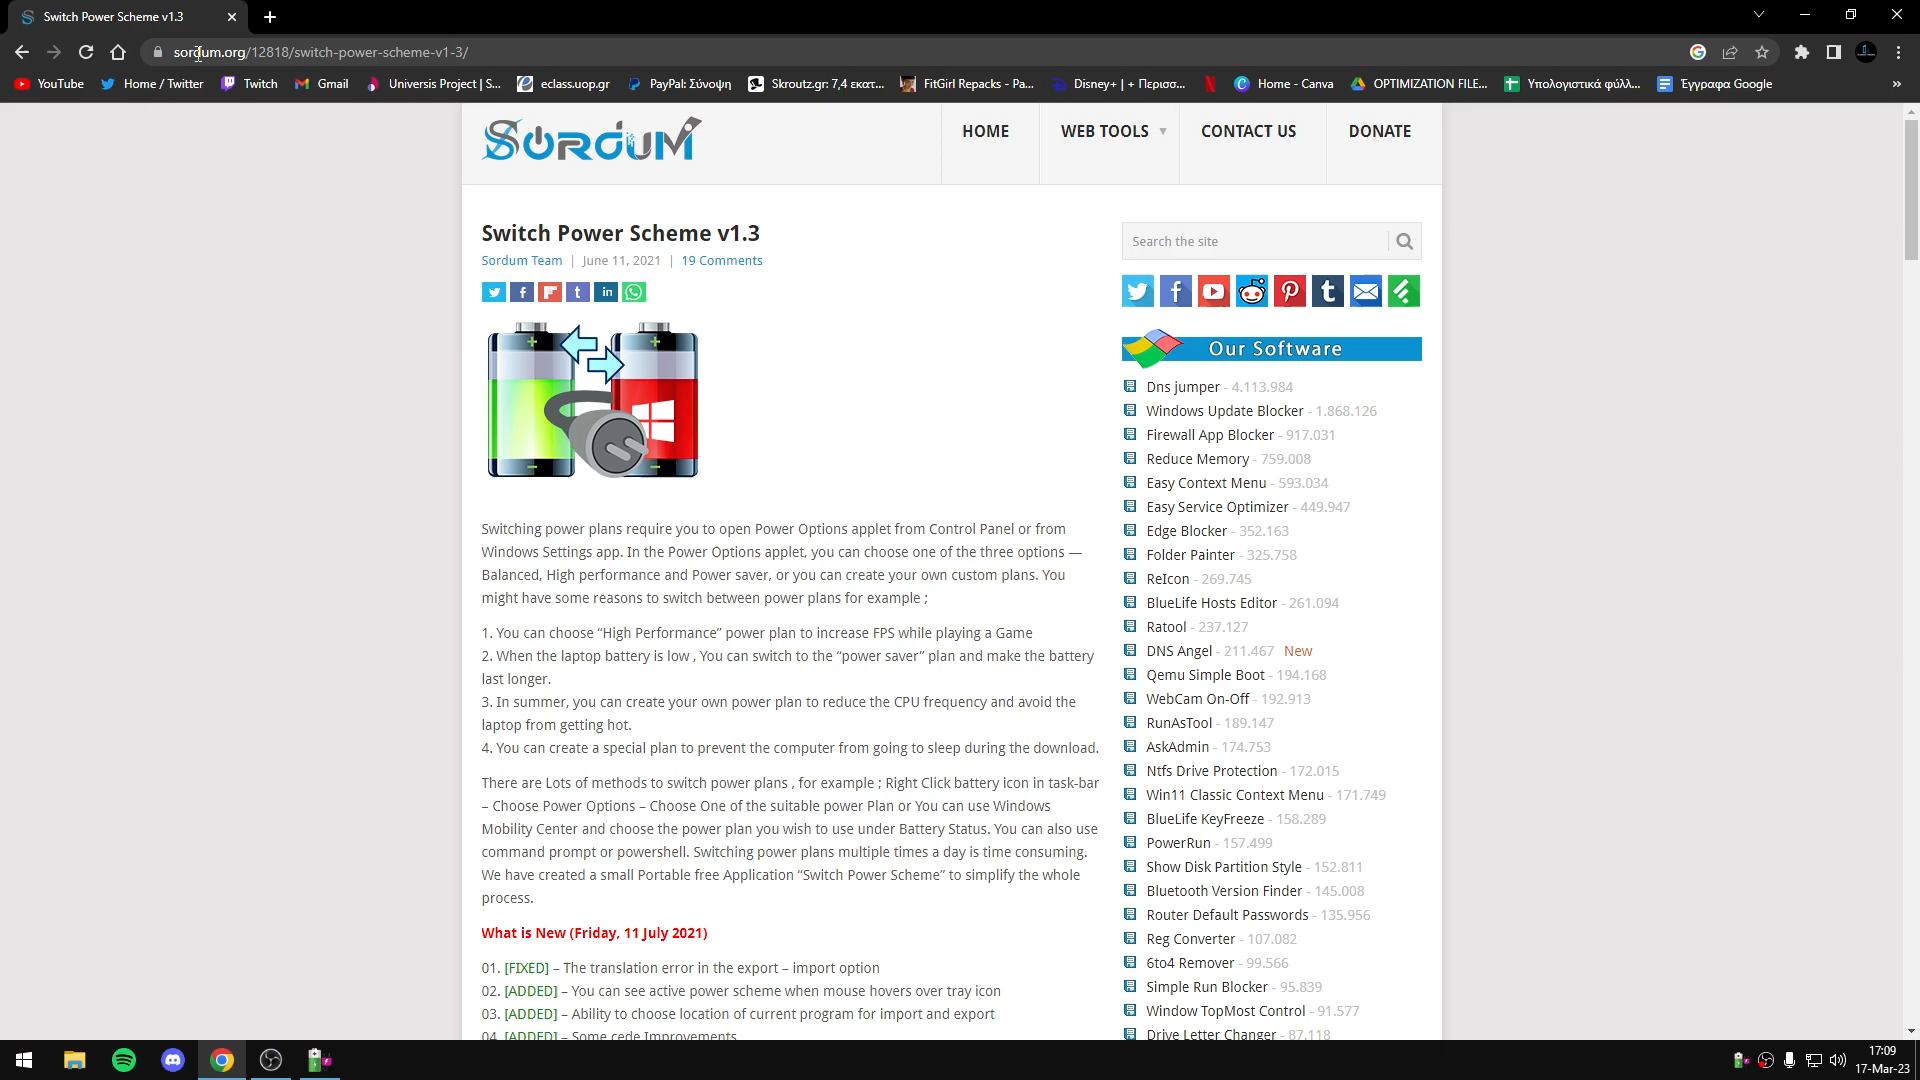 Switch Power Scheme v1.3
sordum.org/12818/switch-power-scheme-v1-3/
YouTube
Home / Twitter
Twitch
Gmail
Universis Project | S...
eclass.uop.gr
PayPal: Σύνοψη
Skroutz.gr: 7,4 εκατ...
FitGirl Repacks - Pa...
Disney+ | + Περισσ...
Home - Canva
OPTIMIZATION FILE...
Υπολογιστικά φύλλ...
Έγγραφα Google
SORDUM
HOME
WEB TOOLS
CONTACT US
DONATE
Switch Power Scheme v1.3
Sordum Team | June 11, 2021 | 19 Comments
Switching power plans require you to open Power Options applet from Control Panel or from
Windows Settings app. In the Power Options applet, you can choose one of the three options —
Balanced, High performance and Power saver, or you can create your own custom plans. You
might have some reasons to switch between power plans for example ;
1. You can choose “High Performance” power plan to increase FPS while playing a Game
2. When the laptop battery is low , You can switch to the “power saver” plan and make the battery
last longer.
3. In summer, you can create your own power plan to reduce the CPU frequency and avoid the
laptop from getting hot.
4. You can create a special plan to prevent the computer from going to sleep during the download.
There are Lots of methods to switch power plans , for example ; Right Click battery icon in task-bar
– Choose Power Options – Choose One of the suitable power Plan or You can use Windows
Mobility Center and choose the power plan you wish to use under Battery Status. You can also use
command prompt or powershell. Switching power plans multiple times a day is time consuming.
We have created a small Portable free Application “Switch Power Scheme” to simplify the whole
process.
What is New (Friday, 11 July 2021)
01. [FIXED] – The translation error in the export – import option
02. [ADDED] – You can see active power scheme when mouse hovers over tray icon
03. [ADDED] – Ability to choose location of current program for import and export
04. [ADDED] – Some cede Improvements
Search the site
Our Software
Dns jumper - 4.113.984
Windows Update Blocker - 1.868.126
Firewall App Blocker - 917.031
Reduce Memory - 759.008
Easy Context Menu - 593.034
Easy Service Optimizer - 449.947
Edge Blocker - 352.163
Folder Painter - 325.758
ReIcon - 269.745
BlueLife Hosts Editor - 261.094
Ratool - 237.127
DNS Angel - 211.467 New
Qemu Simple Boot - 194.168
WebCam On-Off - 192.913
RunAsTool - 189.147
AskAdmin - 174.753
Ntfs Drive Protection - 172.015
Win11 Classic Context Menu - 171.749
BlueLife KeyFreeze - 158.289
PowerRun - 157.499
Show Disk Partition Style - 152.811
Bluetooth Version Finder - 145.008
Router Default Passwords - 135.956
Reg Converter - 107.082
6to4 Remover - 99.566
Simple Run Blocker - 95.839
Window TopMost Control - 91.577
Drive Letter Changer - 87.118
17:09
17-Mar-23